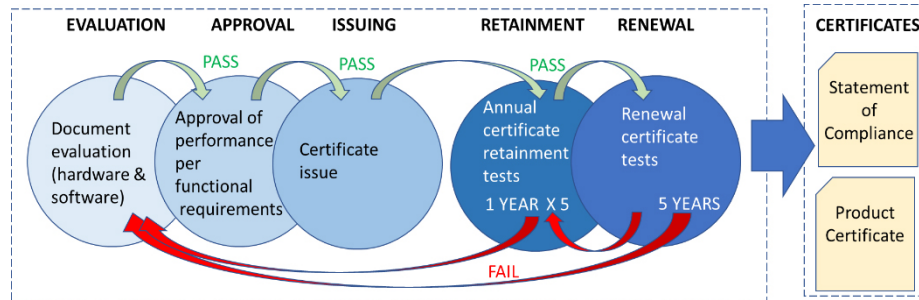 EVALUATION
APPROVAL
ISSUING
RETAINMENT
RENEWAL
CERTIFICATES
PASS
PASS
PASS
Document
evaluation
(hardware &
software)
Approval of
performance
per
functional
requirements
Certificate
issue
Annual
certificate
retainment
tests
1 YEAR X 5
Renewal
certificate
tests
5 YEARS
FAIL
Statement
of
Compliance
Product
Certificate